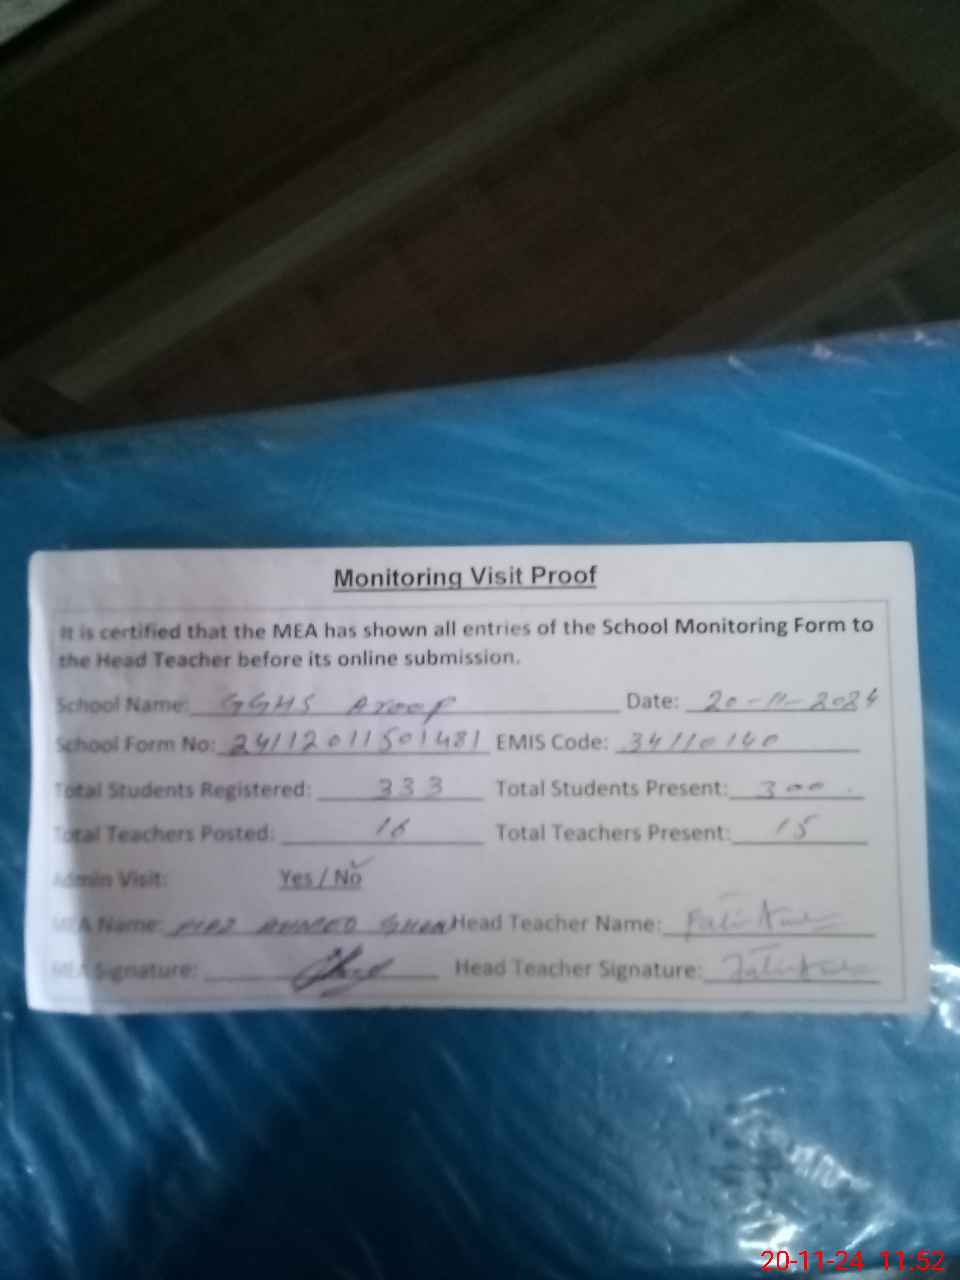 Monitoring Visit Proof
It is certified that the MEA has shown all entries of the School Monitoring Form to
the Head Teacher before its online submission.
School Name: GGHS Aroop Date: 20-11-2024
School Form No: 24112011501481 EMIS Code: 34110140
Total Students Registered: 333 Total Students Present: 300
Total Teachers Posted: 16 Total Teachers Present: 15
Admin Visit: Yes / No
MEA Name: AHMED Head Teacher Name:
MEA Signature: Head Teacher Signature:
20-11-24 11:52